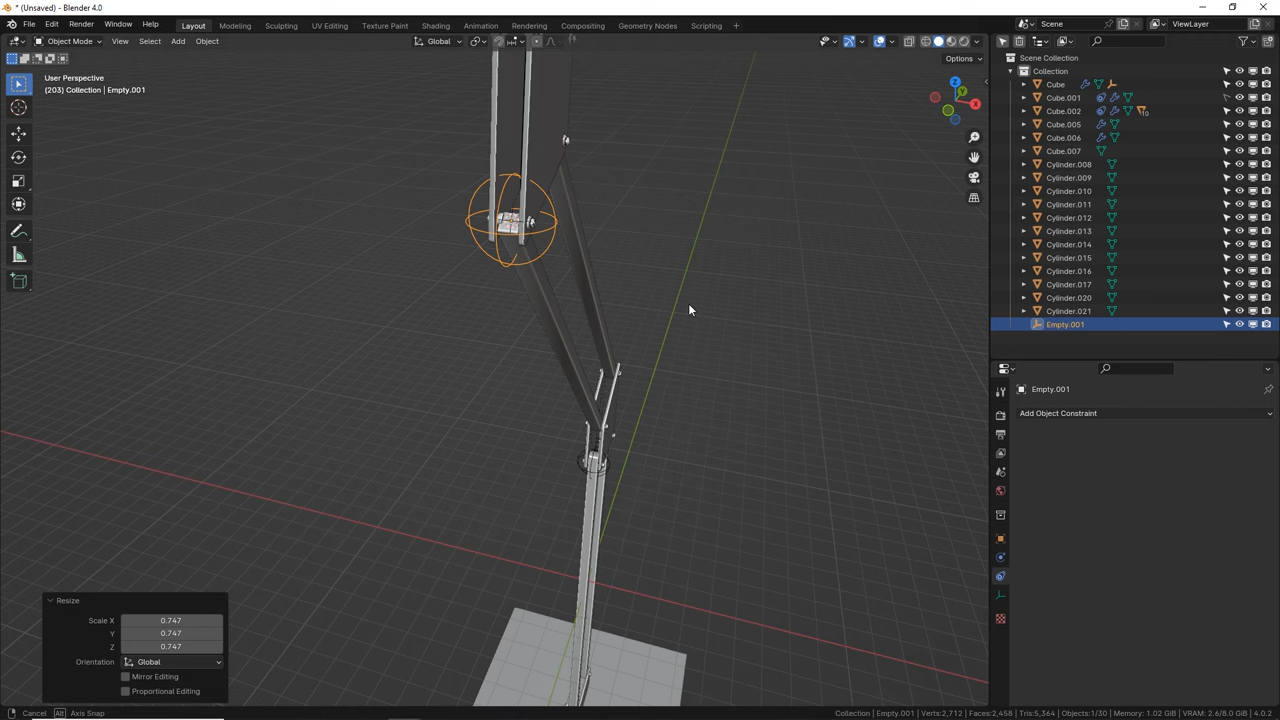 * (Unsaved) - Blender 4.0
File Edit Render Window Help Layout Modeling Sculpting UV Editing Texture Paint Shading Animation Rendering Compositing Geometry Nodes Scripting + Scene ViewLayer
Object Mode View Select Add Object Global
Options
User Perspective
(203) Collection | Empty.001
Z
Y
X
Scene Collection
Collection
Cube
Cube.001
Cube.002 10
Cube.005
Cube.006
Cube.007
Cylinder.008
Cylinder.009
Cylinder.010
Cylinder.011
Cylinder.012
Cylinder.013
Cylinder.014
Cylinder.015
Cylinder.016
Cylinder.017
Cylinder.020
Cylinder.021
Empty.001
Empty.001
Add Object Constraint
Resize
Scale X 0.747
Y 0.747
Z 0.747
Orientation Global
Mirror Editing
Proportional Editing
Cancel Alt Axis Snap
Collection | Empty.001 | Verts:2,712 | Faces:2,458 | Tris:5,364 | Objects:1/30 | Memory: 1.02 GiB | VRAM: 2.6/8.0 GiB | 4.0.2